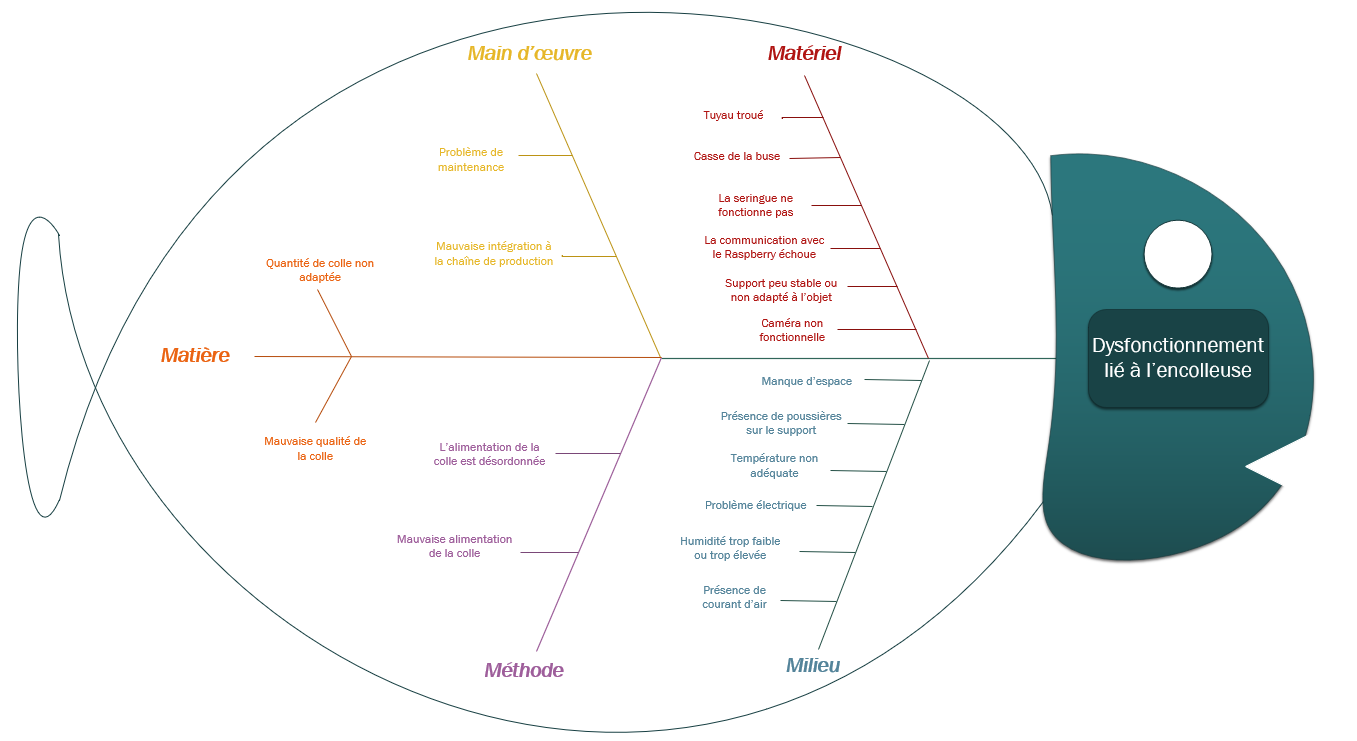 Main d'œuvre
Matériel
Tuyau troué
Problème de
maintenance
Casse de la buse
La seringue ne
fonctionne pas
Mauvaise intégration à
la chaîne de production
La communication avec
le Raspberry échoue
Quantité de colle non
adaptée
Support peu stable ou
non adapté à l'objet
Caméra non
fonctionnelle
Matière
Dysfonctionnement
lié à l'encolleuse
Manque d'espace
Présence de poussières
sur le support
Mauvaise qualité de
la colle
L'alimentation de la
colle est désordonnée
Température non
adéquate
Problème électrique
Mauvaise alimentation
de la colle
Humidité trop faible
ou trop élevée
Présence de
courant d'air
Méthode
Milieu